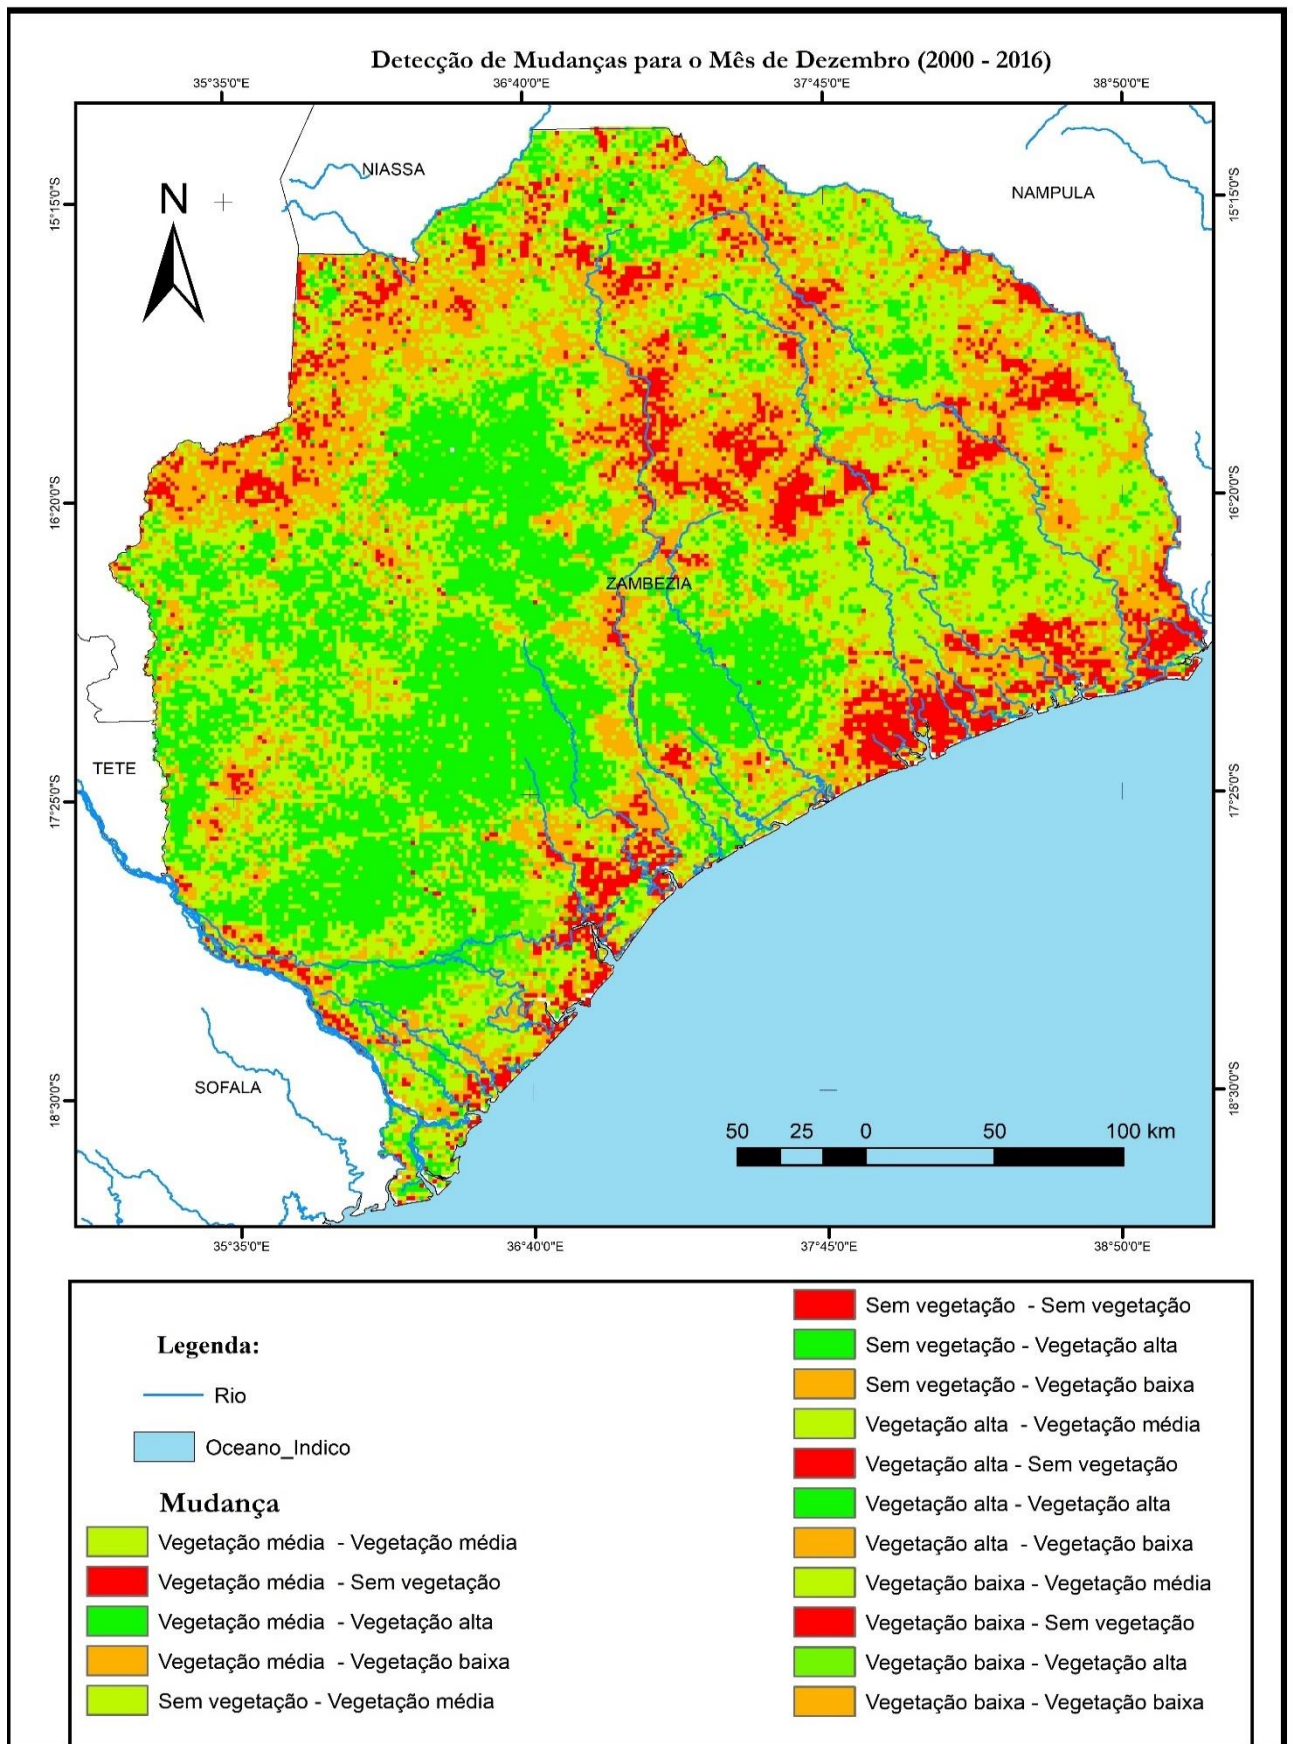 Detecção de Mudanças para o Mês de Dezembro (2000 - 2016)
35°35'0"E 36°40'0"E 37°45'0"E 38°50'0"E
N
NIASSA
NAMPULA
15°15'0"S 15°15'0"S
16°20'0"S 16°20'0"S
ZAMBEZIA
TETE
17°25'0"S 17°25'0"S
SOFALA
18°30'0"S 18°30'0"S
50 25 0 50 100 km
35°35'0"E 36°40'0"E 37°45'0"E 38°50'0"E
Legenda:
Rio
Oceano_Indico
Mudança
Vegetação média - Vegetação média
Vegetação média - Sem vegetação
Vegetação média - Vegetação alta
Vegetação média - Vegetação baixa
Sem vegetação - Vegetação média
Sem vegetação - Sem vegetação
Sem vegetação - Vegetação alta
Sem vegetação - Vegetação baixa
Vegetação alta - Vegetação média
Vegetação alta - Sem vegetação
Vegetação alta - Vegetação alta
Vegetação alta - Vegetação baixa
Vegetação baixa - Vegetação média
Vegetação baixa - Sem vegetação
Vegetação baixa - Vegetação alta
Vegetação baixa - Vegetação baixa